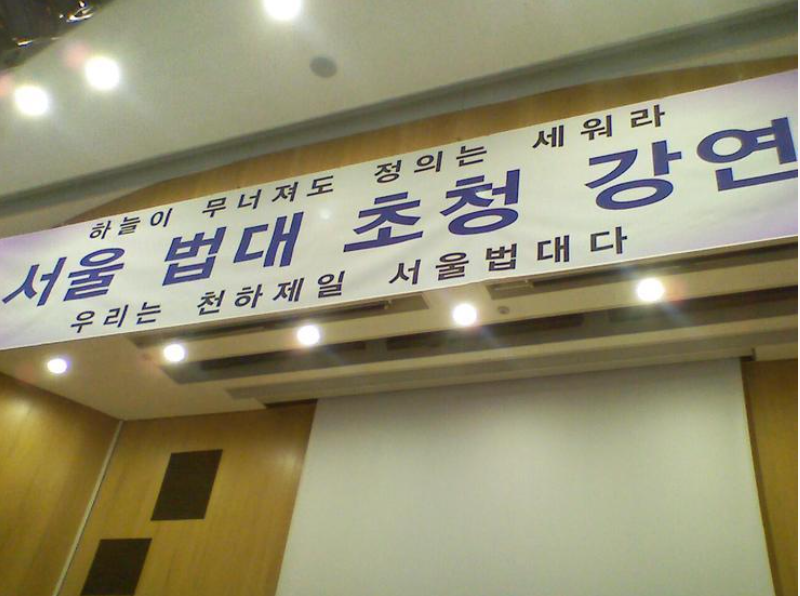 하늘이 무너져도 정의는 세워라
서울 법대 초청 강연
우리는 천하제일 서울법대다